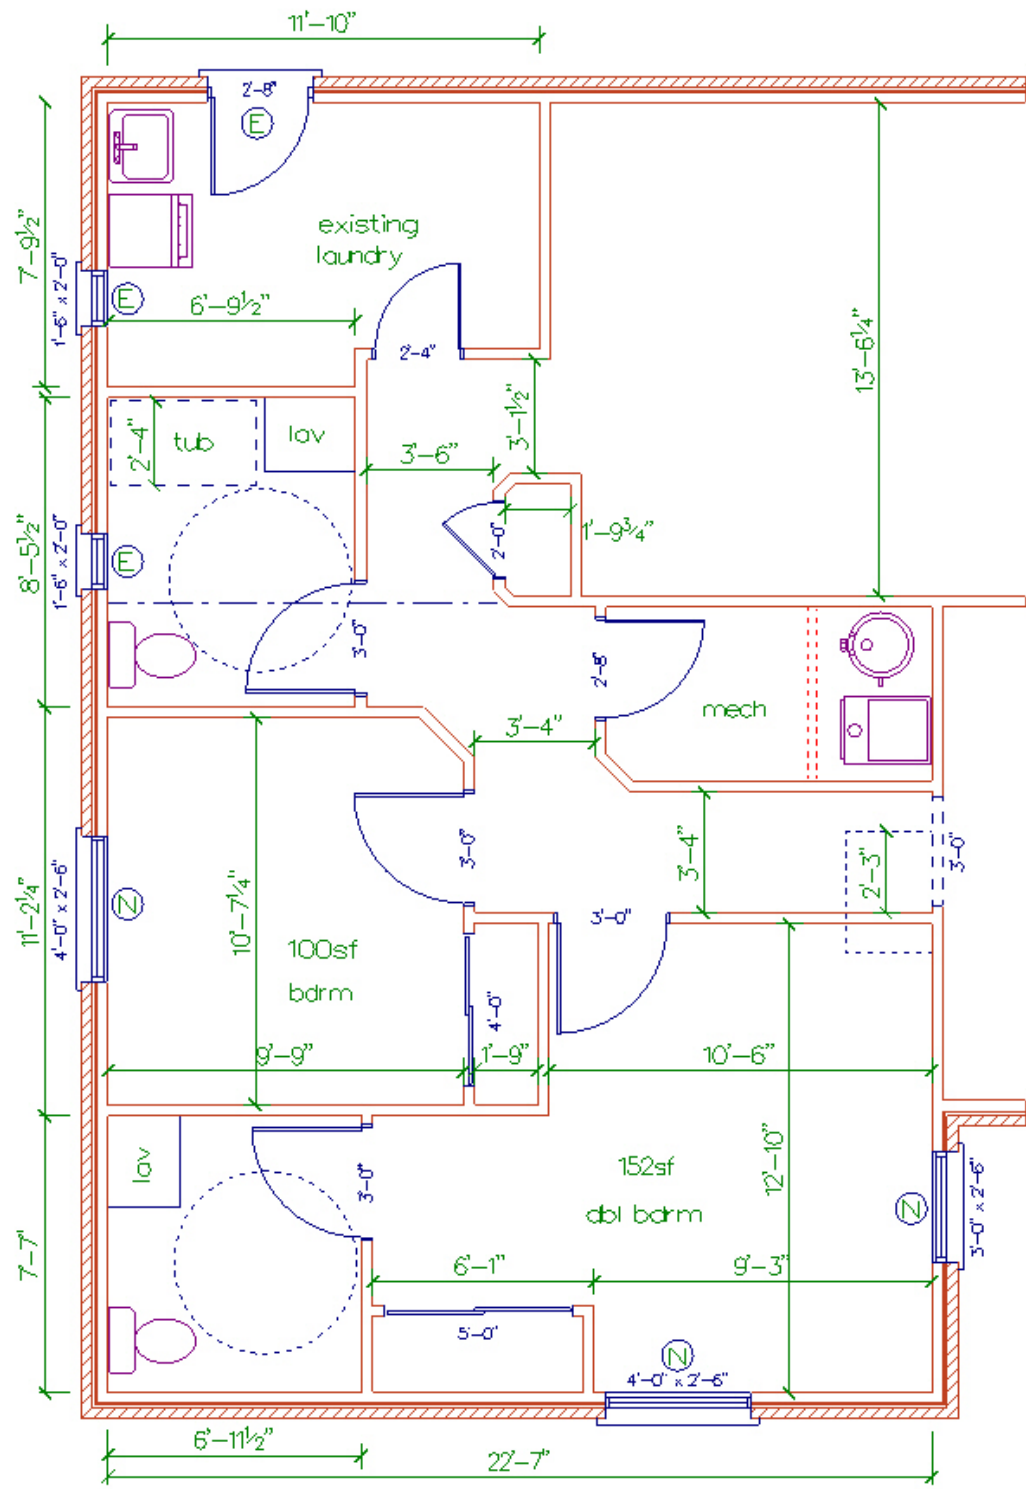 11'-10"
2'-8"
E
existing
laundry
7'-9½"
1'-6" x 2'-0"
E
6'-9½"
2'-4"
13'-6¼"
3'-1½"
2'-4"
tub
lav
3'-6"
1'-9¾"
2'-0"
8'-5½"
1'-6" x 2'-0"
E
3'-0"
2'-8"
mech
3'-4"
3'-0"
3'-4"
2'-3"
3'-0"
11'-2¼"
4'-0" x 2'-6"
N
10'-7¼"
100sf
bdrm
3'-0"
4'-0"
9'-9"
1'-9"
10'-6"
lav
3'-0"
152sf
dbl bdrm
12'-10"
N
3'-0" x 2'-6"
7'-7"
6'-1"
9'-3"
5'-0"
N
4'-0" x 2'-6"
6'-11½"
22'-7"